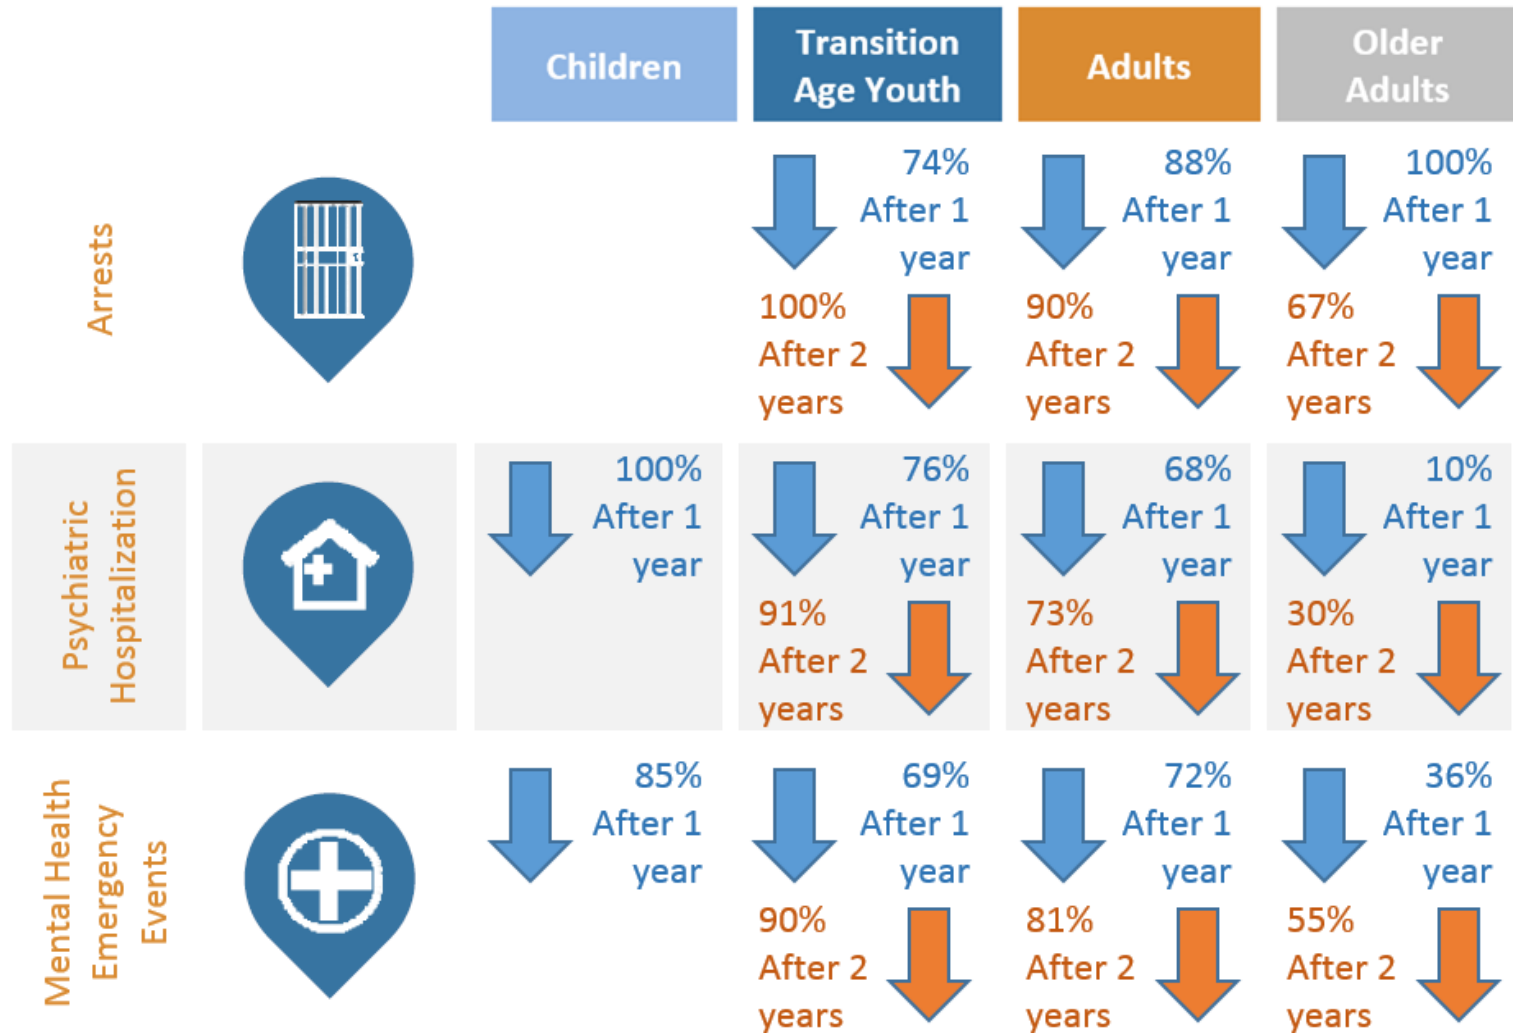 Children
Transition
Age Youth
Adults
Older
Adults
Arrests
74%
After 1
year
100%
After 2
years
88%
After 1
year
90%
After 2
years
100%
After 1
year
67%
After 2
years
Psychiatric
Hospitalization
100%
After 1
year
76%
After 1
year
91%
After 2
years
68%
After 1
year
73%
After 2
years
10%
After 1
year
30%
After 2
years
Mental Health
Emergency
Events
85%
After 1
year
69%
After 1
year
90%
After 2
years
72%
After 1
year
81%
After 2
years
36%
After 1
year
55%
After 2
years